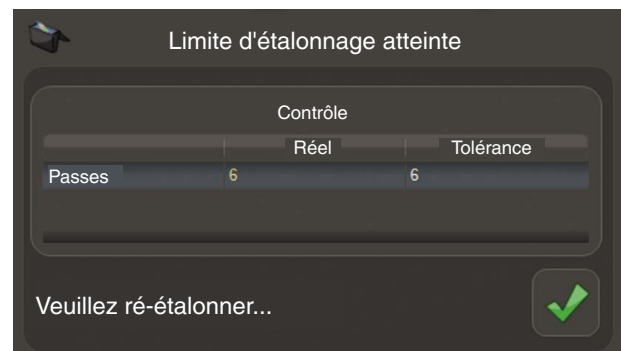 Limite d'étalonnage atteinte
Contrôle
Réel Tolérance
Passes 6 6
Veuillez ré-étalonner...